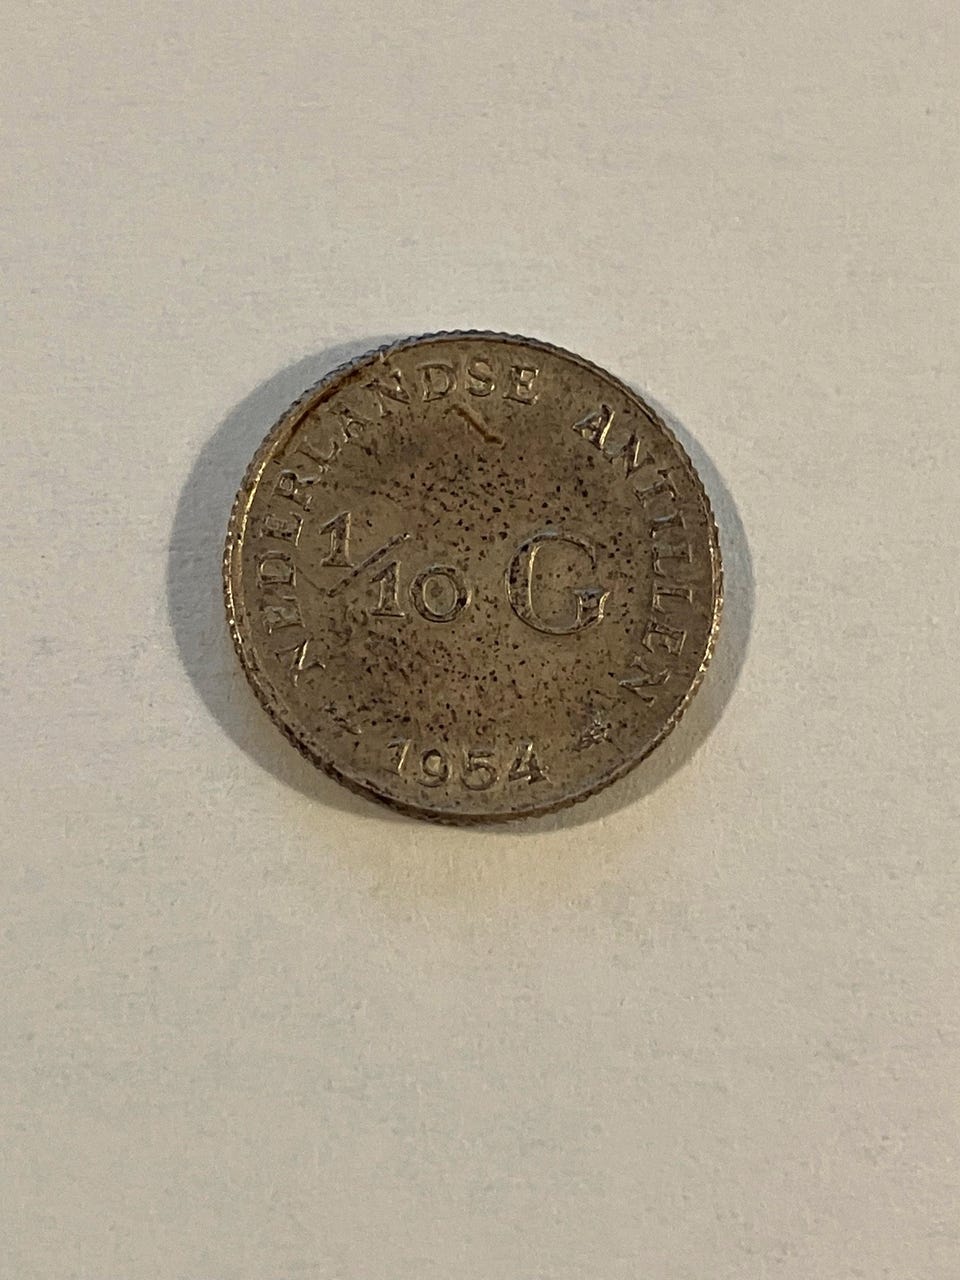 NEDERLANDSE ANTILLEN
1/10 G
1954